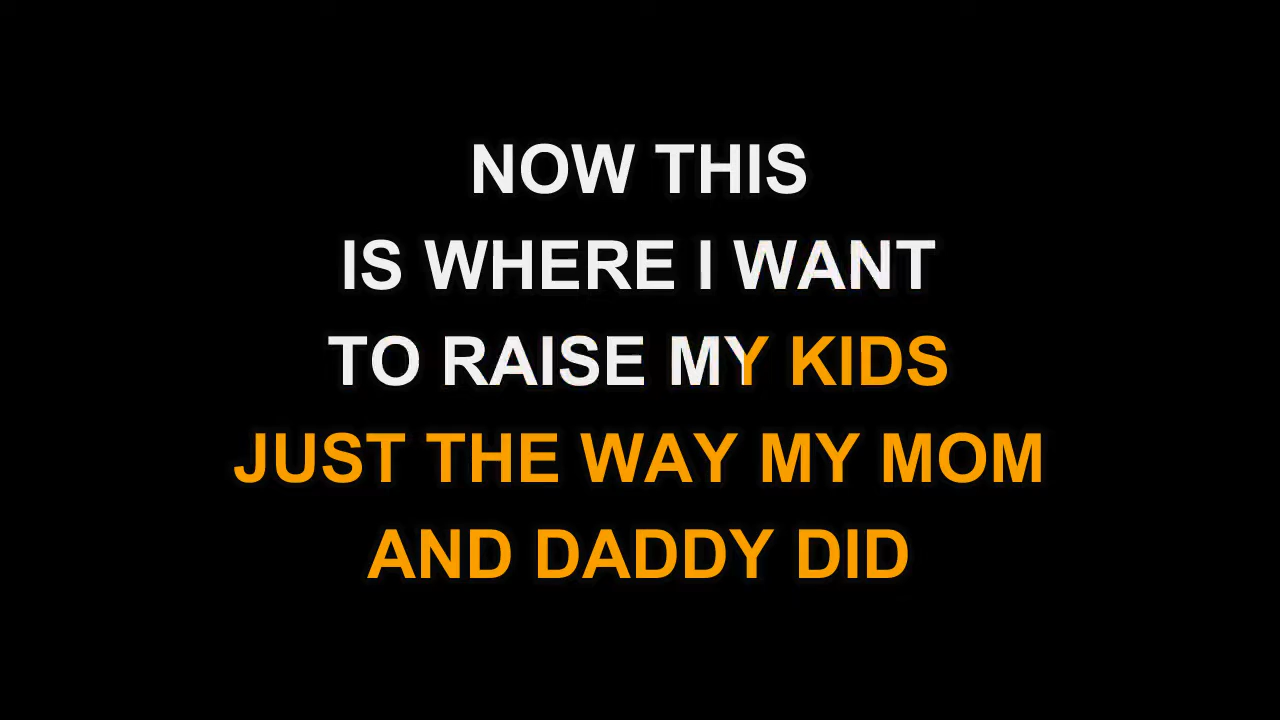 NOW THIS
IS WHERE I WANT
TO RAISE MY KIDS
JUST THE WAY MY MOM
AND DADDY DID